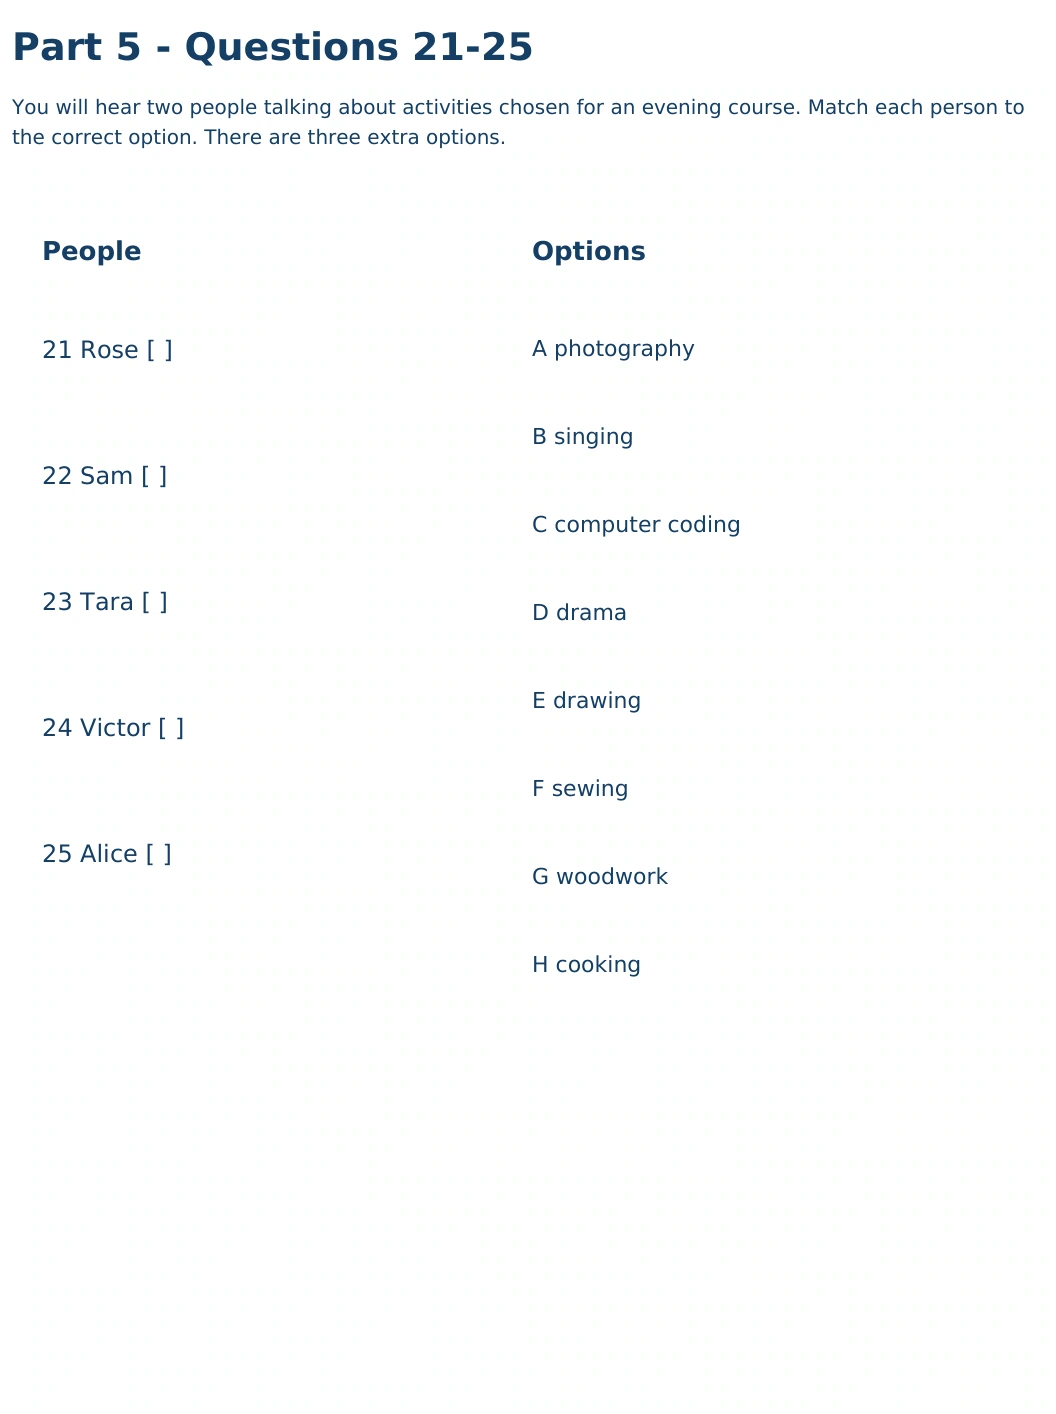 Part 5 - Questions 21-25
You will hear two people talking about activities chosen for an evening course. Match each person to
the correct option. There are three extra options.
People
21 Rose [ ]
22 Sam [ ]
23 Tara [ ]
24 Victor [ ]
25 Alice [ ]
Options
A photography
B singing
C computer coding
D drama
E drawing
F sewing
G woodwork
H cooking